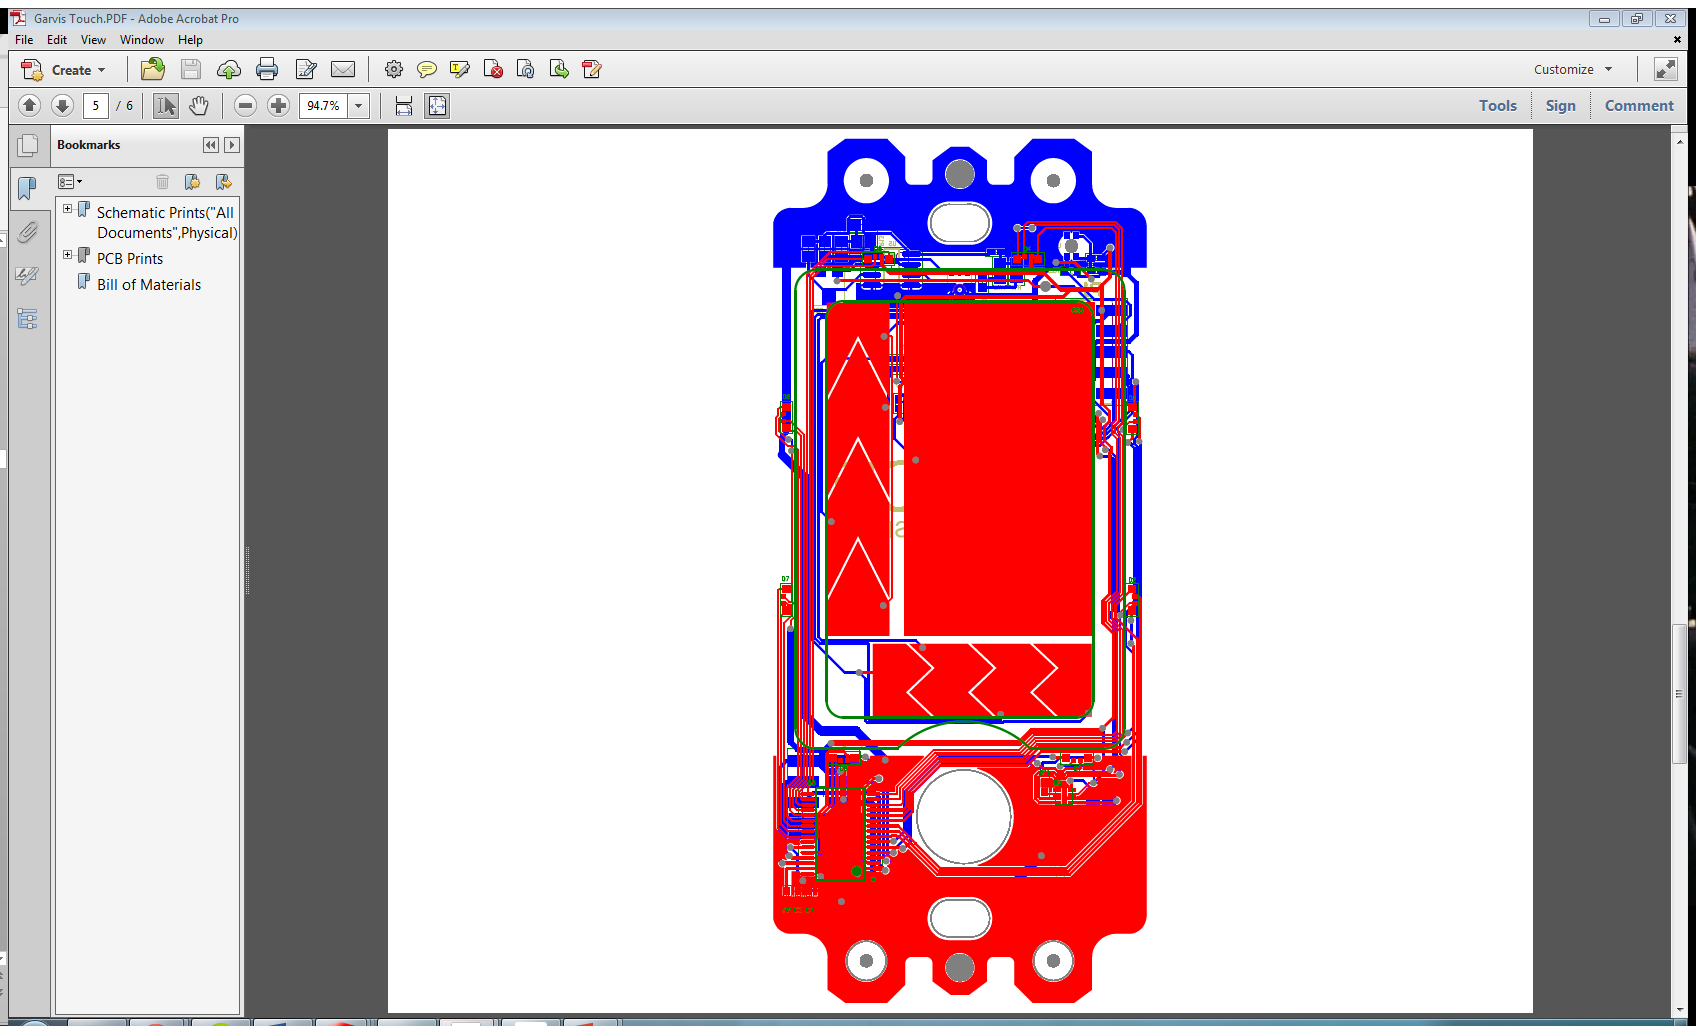 Garvis Touch.PDF - Adobe Acrobat Pro
File Edit View Window Help
Create
Customize
5 / 6
94.7%
Tools Sign Comment
Bookmarks
Schematic Prints("All
Documents",Physical)
PCB Prints
Bill of Materials
D7